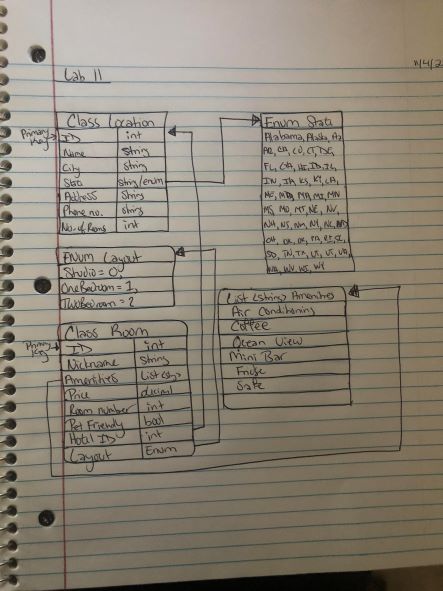 11/4/2
Lab 11
Class Location
Primary Key
ID int
Name string
City string
State string/enum
Address string
Phone no. string
No. of Rooms int
Enum State
Alabama, Alaska, AZ
AR, CA, CO, CT, DE,
FL, GA, HI, ID, IL,
IN, IA, KS, KY, LA,
ME, MA, MI, MN
MS, MO, MT, NE, NV,
NH, NJ, NM, NY, NC, ND
OH, OK, OR, PA, RI, SC,
SD, TN, TX, UT, VT, VA,
WA, WV, WI, WY
ENUM Layout
Studio = 0,
OneBedroom = 1,
TwoBedroom = 2
List<string> Amenities
Air Conditioning
Coffee
Ocean View
Mini Bar
Fridge
Safe
Class Room
Primary Key
ID int
Nickname string
Amenities
Price decimal
Room number int
Pet Friendly bool
Hotel ID int
Layout Enum